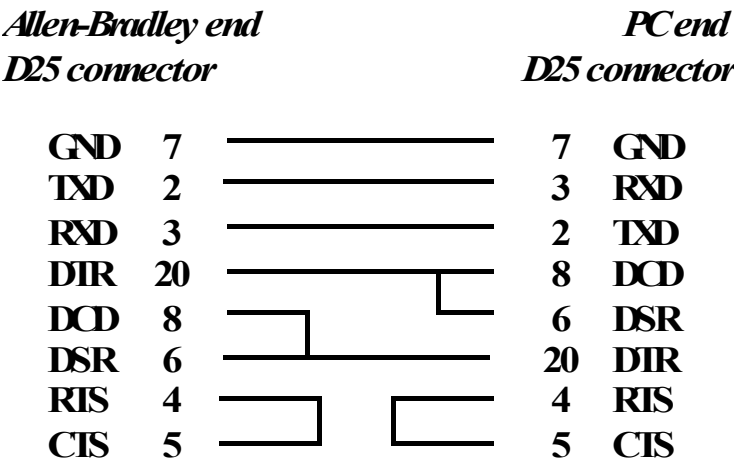 Allen-Bradley end PC end
D25 connector D25 connector
GND 7 7 GND
TXD 2 3 RXD
RXD 3 2 TXD
DTR 20 8 DCD
DCD 8 6 DSR
DSR 6 20 DTR
RTS 4 4 RTS
CTS 5 5 CTS